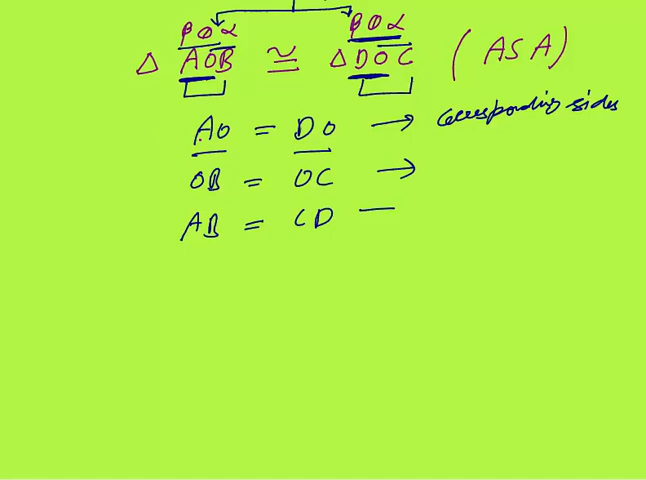 β θ α β θ α
Δ AOB ≅ Δ DOC (ASA)
AO = DO → corresponding sides
OB = OC →
AB = CD —